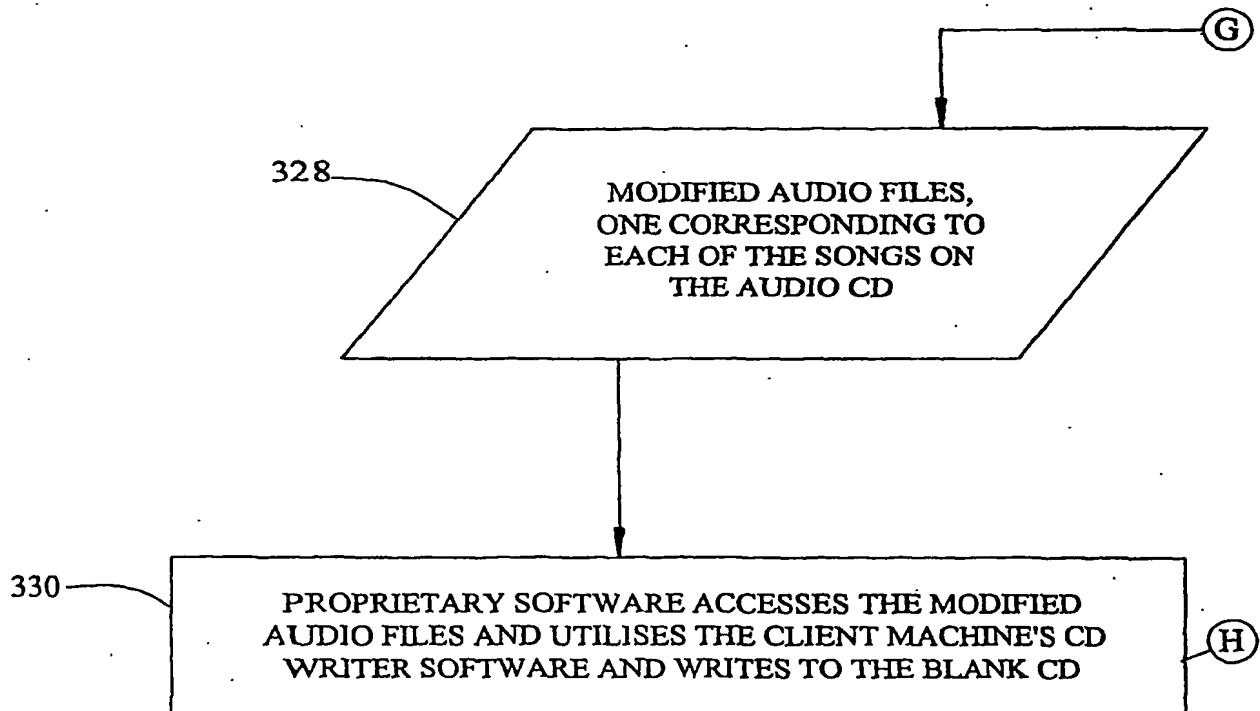 G
328
MODIFIED AUDIO FILES,
ONE CORRESPONDING TO
EACH OF THE SONGS ON
THE AUDIO CD
330
PROPRIETARY SOFTWARE ACCESSES THE MODIFIED
AUDIO FILES AND UTILISES THE CLIENT MACHINE'S CD
WRITER SOFTWARE AND WRITES TO THE BLANK CD
H